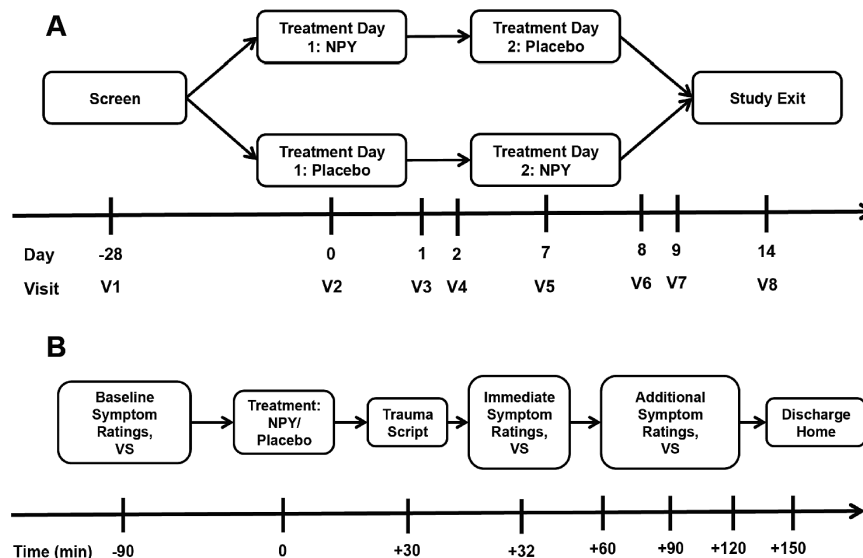 A
Screen
Treatment Day
1: NPY
Treatment Day
2: Placebo
Treatment Day
1: Placebo
Treatment Day
2: NPY
Study Exit
Day -28 0 1 2 7 8 9 14
Visit V1 V2 V3 V4 V5 V6 V7 V8
B
Baseline
Symptom
Ratings,
VS
Treatment:
NPY/
Placebo
Trauma
Script
Immediate
Symptom
Ratings,
VS
Additional
Symptom
Ratings,
VS
Discharge
Home
Time (min) -90 0 +30 +32 +60 +90 +120 +150